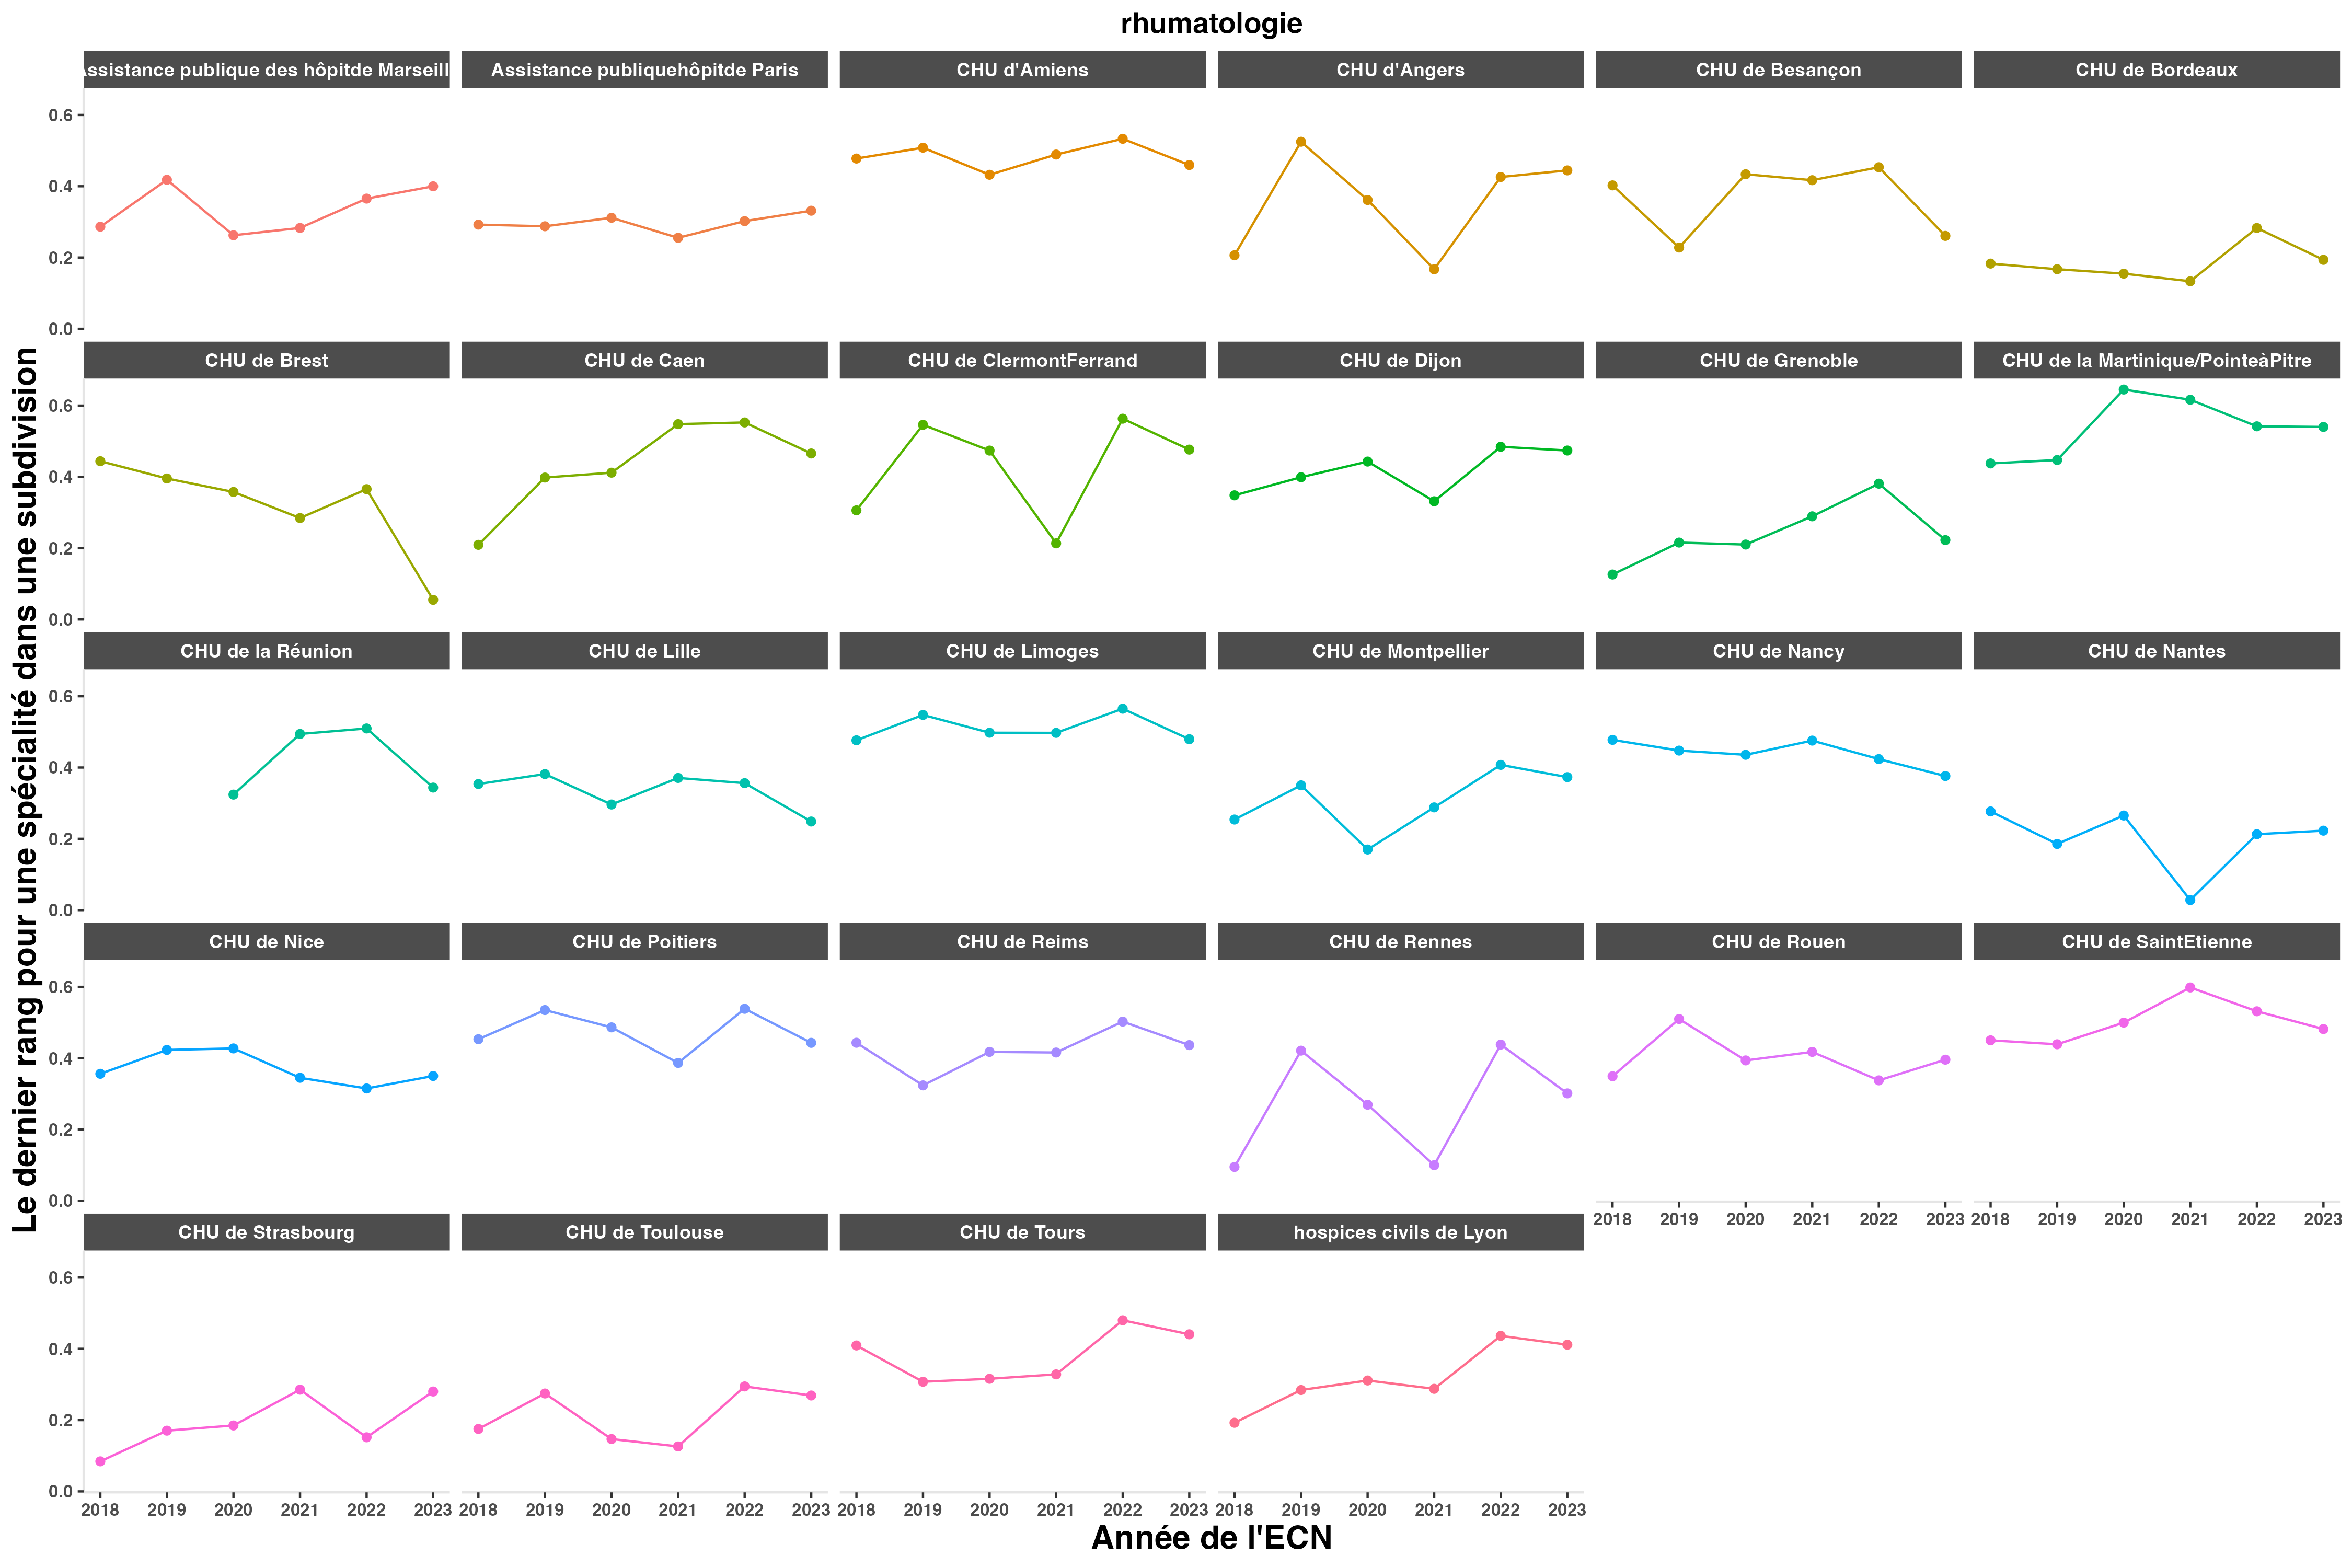 rhumatologie
Assistance publique des hôpitde Marseill
Assistance publiquehôpitde Paris
CHU d'Amiens
CHU d'Angers
CHU de Besançon
CHU de Bordeaux
0.6
0.4
0.2
0.0
CHU de Brest
CHU de Caen
CHU de ClermontFerrand
CHU de Dijon
CHU de Grenoble
CHU de la Martinique/PointeàPitre
0.6
0.4
0.2
0.0
CHU de la Réunion
CHU de Lille
CHU de Limoges
CHU de Montpellier
CHU de Nancy
CHU de Nantes
0.6
0.4
0.2
0.0
CHU de Nice
CHU de Poitiers
CHU de Reims
CHU de Rennes
CHU de Rouen
CHU de SaintEtienne
0.6
0.4
0.2
0.0
2018 2019 2020 2021 2022 2023
2018 2019 2020 2021 2022 2023
CHU de Strasbourg
CHU de Toulouse
CHU de Tours
hospices civils de Lyon
0.6
0.4
0.2
0.0
2018 2019 2020 2021 2022 2023
2018 2019 2020 2021 2022 2023
2018 2019 2020 2021 2022 2023
2018 2019 2020 2021 2022 2023
Année de l'ECN
Le dernier rang pour une spécialité dans une subdivision